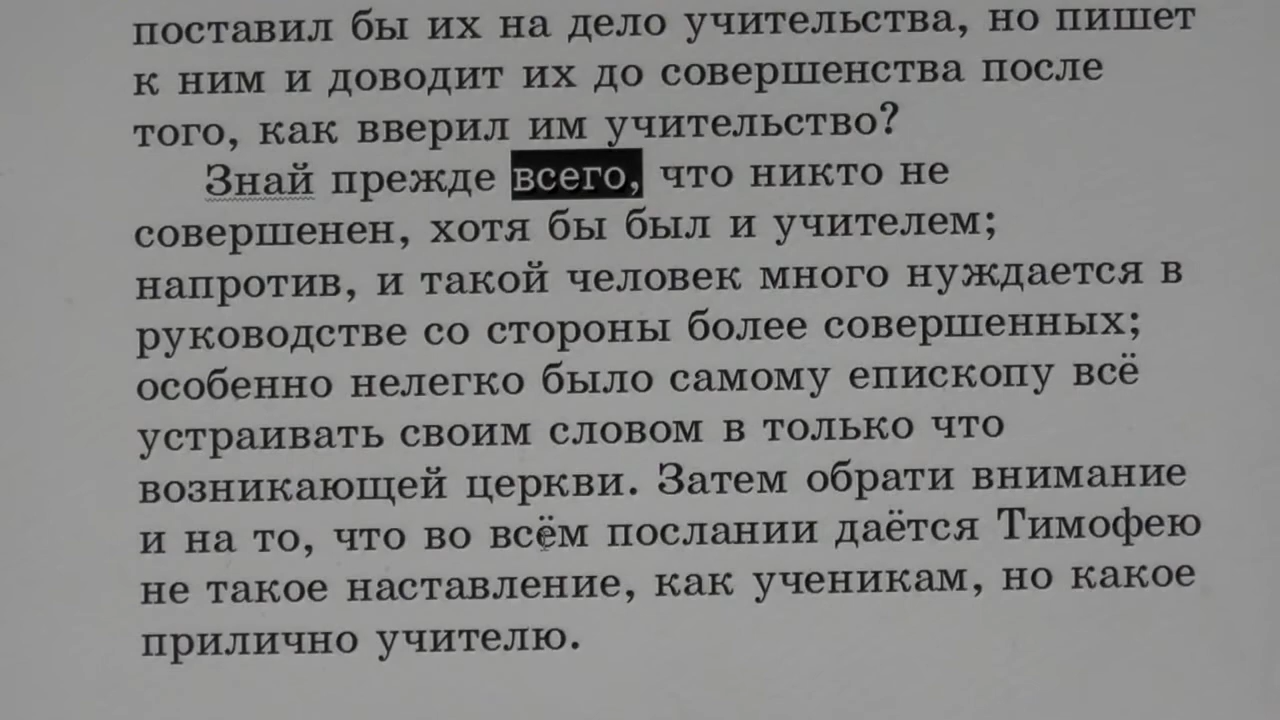 поставил бы их на дело учительства, но пишет
к ним и доводит их до совершенства после
того, как вверил им учительство?
Знай прежде всего, что никто не
совершенен, хотя бы был и учителем;
напротив, и такой человек много нуждается в
руководстве со стороны более совершенных;
особенно нелегко было самому епископу всё
устраивать своим словом в только что
возникающей церкви. Затем обрати внимание
и на то, что во всём послании даётся Тимофею
не такое наставление, как ученикам, но какое
прилично учителю.